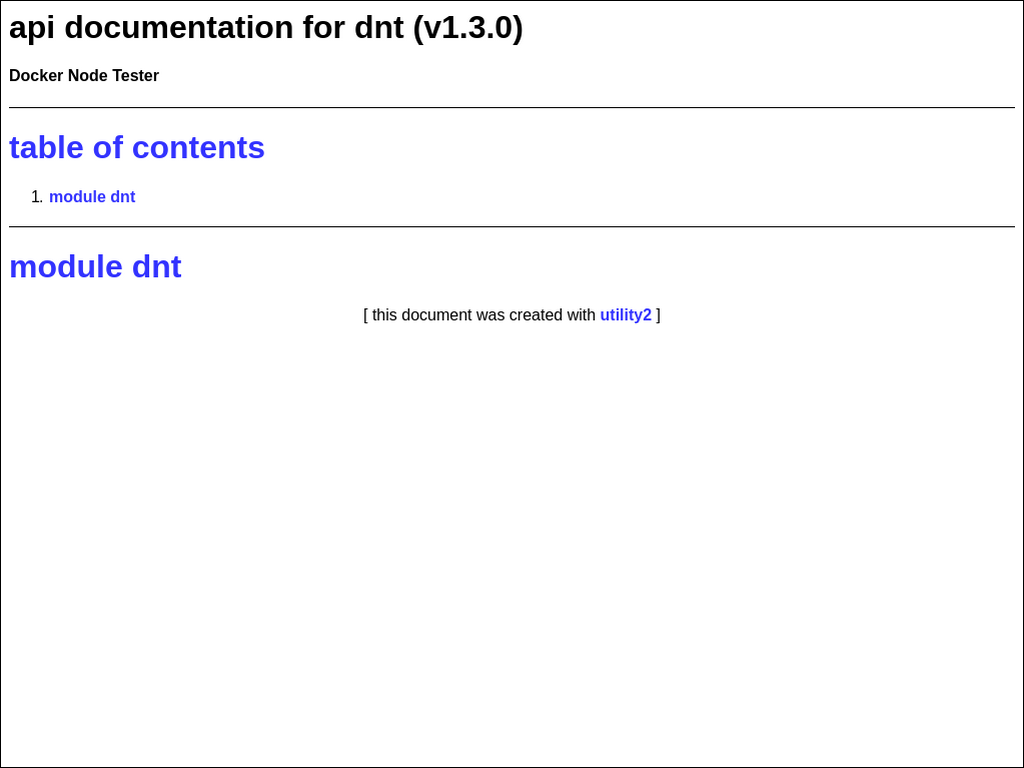 api documentation for dnt (v1.3.0)
Docker Node Tester
table of contents
1. module dnt
module dnt
[ this document was created with utility2 ]